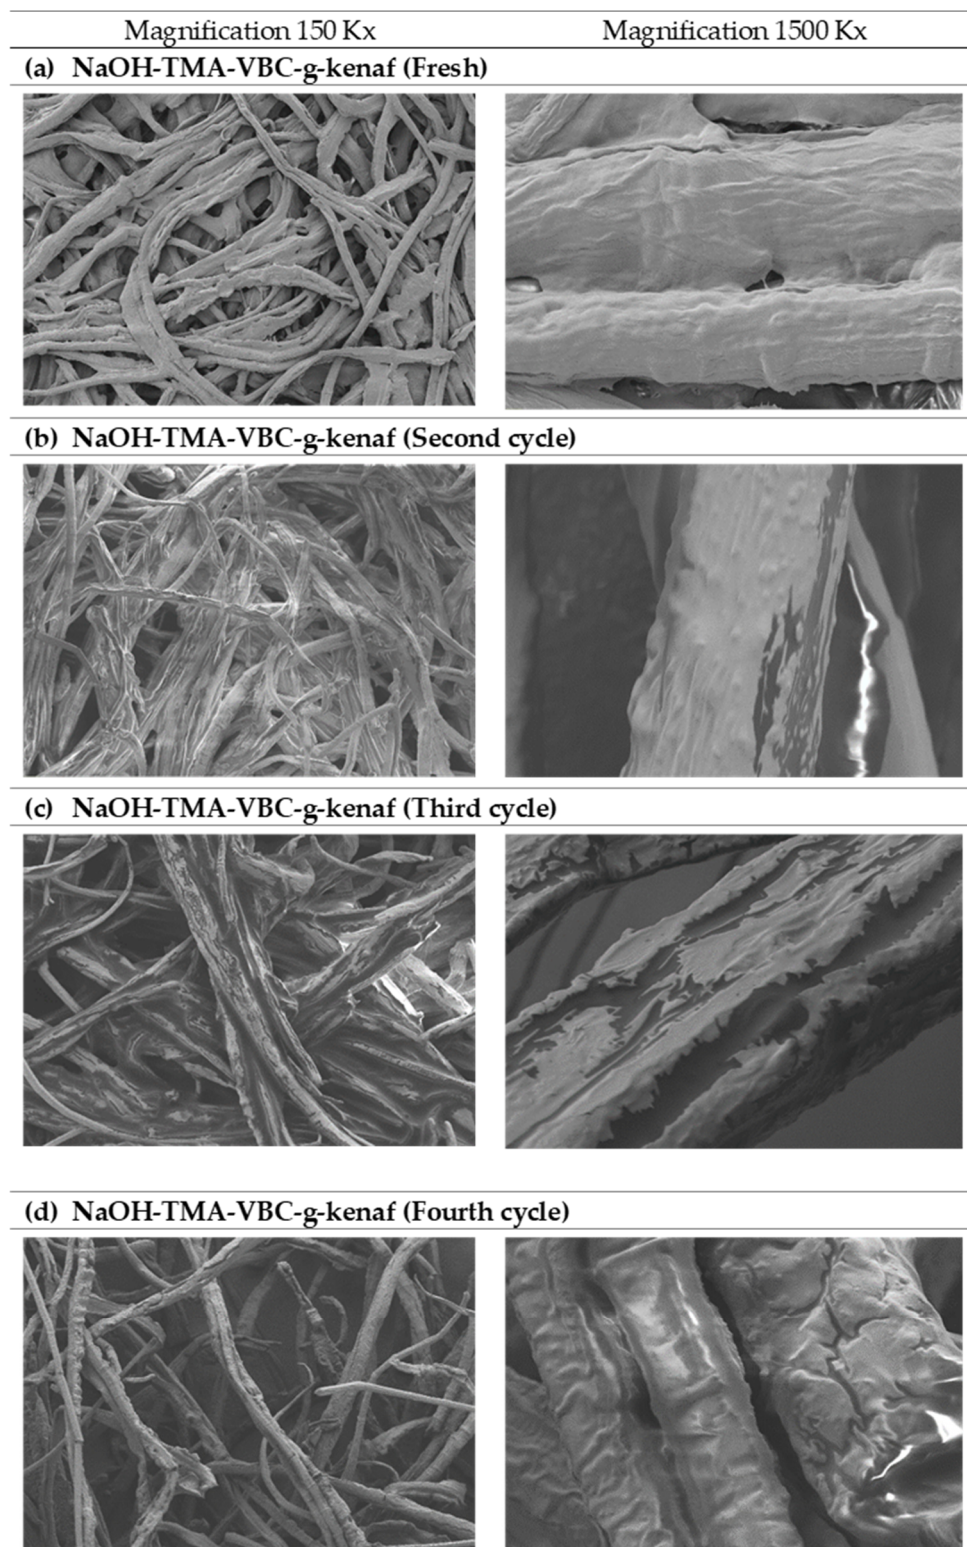 Magnification 150 Kx Magnification 1500 Kx
(a) NaOH-TMA-VBC-g-kenaf (Fresh)
(b) NaOH-TMA-VBC-g-kenaf (Second cycle)
(c) NaOH-TMA-VBC-g-kenaf (Third cycle)
(d) NaOH-TMA-VBC-g-kenaf (Fourth cycle)